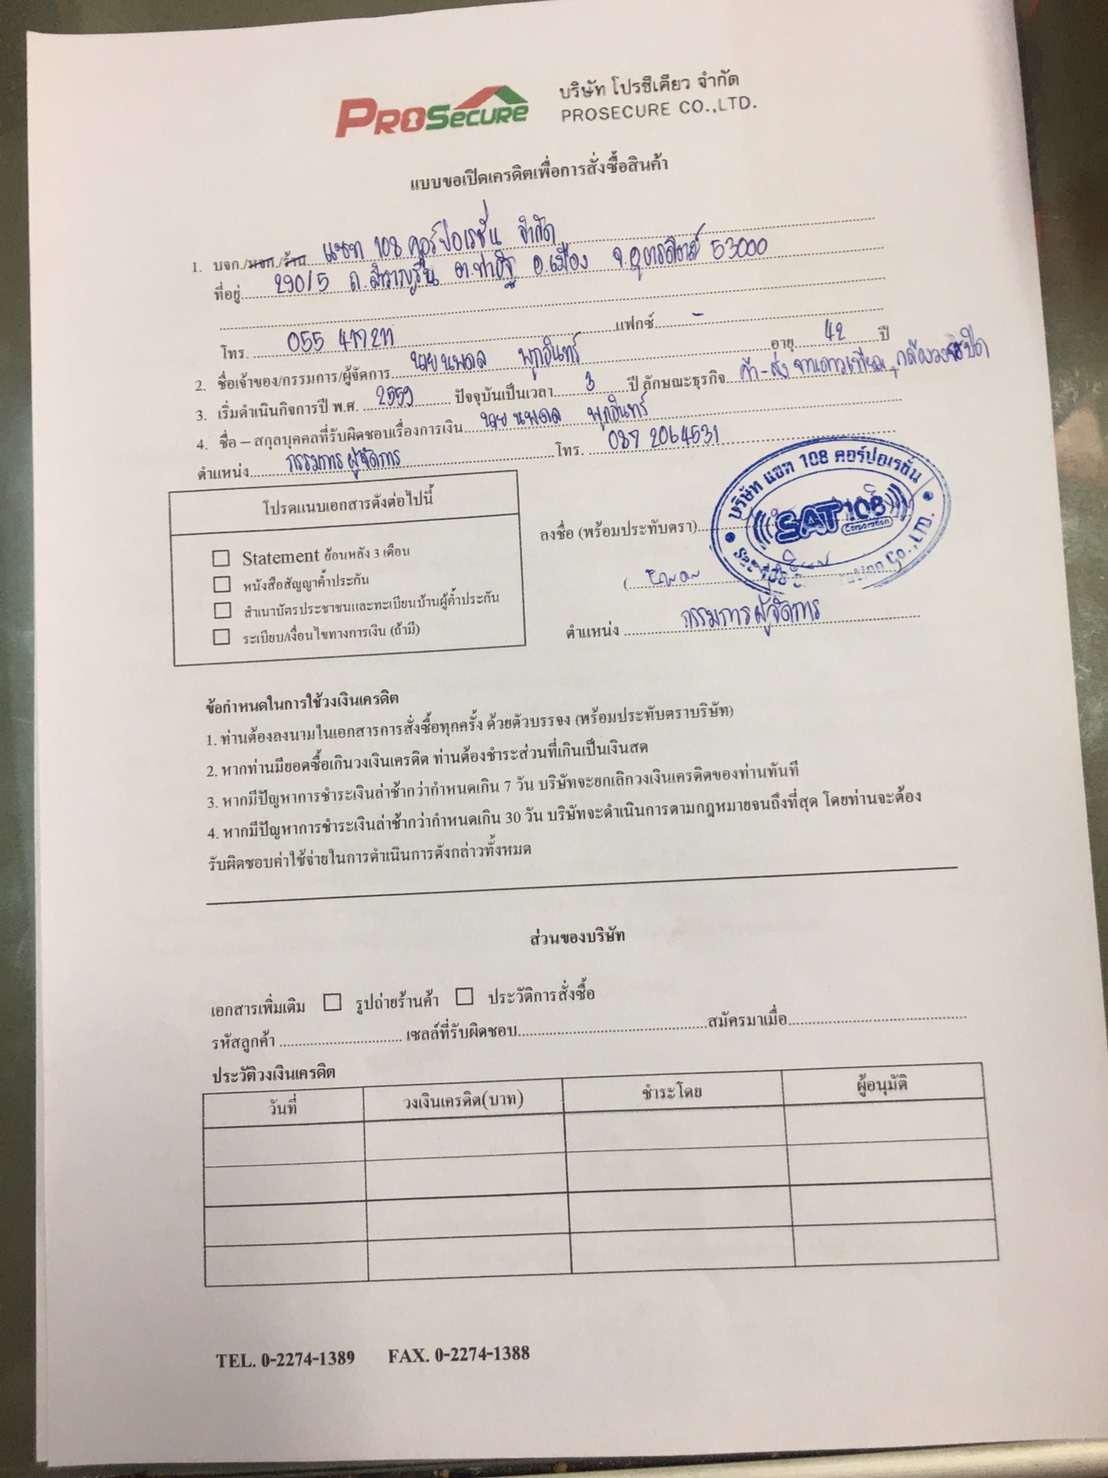 PROSECURE บริษัท โปรซีเคียว จำกัด
PROSECURE CO.,LTD.
แบบขอเปิดเครดิตเพื่อการสั่งซื้อสินค้า
1. บจก./หจก./ร้าน แซท 108 คอร์ปอเรชั่น จำกัด
ที่อยู่ 290/5 ถ.สำราญรื่น ต.ท่าอิฐ อ.เมือง จ.อุตรดิตถ์ 53000
โทร. 055 แฟกซ์ -
2. ชื่อเจ้าของ/กรรมการ/ผู้จัดการ นาย นพดล พุกอินทร์ อายุ 42 ปี
3. เริ่มดำเนินกิจการปี พ.ศ. 2559 ปัจจุบันเป็นเวลา 3 ปี ลักษณะธุรกิจ ค้า-ส่ง จานดาวเทียม, กล้องวงจรปิด
4. ชื่อ – สกุลบุคคลที่รับผิดชอบเรื่องการเงิน นาย นพดล พุกอินทร์
ตำแหน่ง กรรมการผู้จัดการ โทร. 087 2064531
โปรดแนบเอกสารดังต่อไปนี้
Statement ย้อนหลัง 3 เดือน
หนังสือสัญญาค้ำประกัน
สำเนาบัตรประชาชนและทะเบียนบ้านผู้ค้ำประกัน
ระเบียบ/เงื่อนไขทางการเงิน (ถ้ามี)
บริษัท แซท 108 คอร์ปอเรชั่น
SAT 108
Corporation
Co.,LTD.
ลงชื่อ (พร้อมประทับตรา)
ตำแหน่ง กรรมการผู้จัดการ
ข้อกำหนดในการใช้วงเงินเครดิต
1. ท่านต้องลงนามในเอกสารการสั่งซื้อทุกครั้ง ด้วยตัวบรรจง (พร้อมประทับตราบริษัท)
2. หากท่านมียอดซื้อเกินวงเงินเครดิต ท่านต้องชำระส่วนที่เกินเป็นเงินสด
3. หากมีปัญหาการชำระเงินล่าช้ากว่ากำหนดเกิน 7 วัน บริษัทจะยกเลิกวงเงินเครดิตของท่านทันที
4. หากมีปัญหาการชำระเงินล่าช้ากว่ากำหนดเกิน 30 วัน บริษัทจะดำเนินการตามกฎหมายจนถึงที่สุด โดยท่านจะต้อง
รับผิดชอบค่าใช้จ่ายในการดำเนินการดังกล่าวทั้งหมด
ส่วนของบริษัท
เอกสารเพิ่มเติม รูปถ่ายร้านค้า ประวัติการสั่งซื้อ
รหัสลูกค้า เซลล์ที่รับผิดชอบ สมัครมาเมื่อ
ประวัติวงเงินเครดิต
วันที่ วงเงินเครดิต(บาท) ชำระโดย ผู้อนุมัติ
TEL. 0-2274-1389 FAX. 0-2274-1388